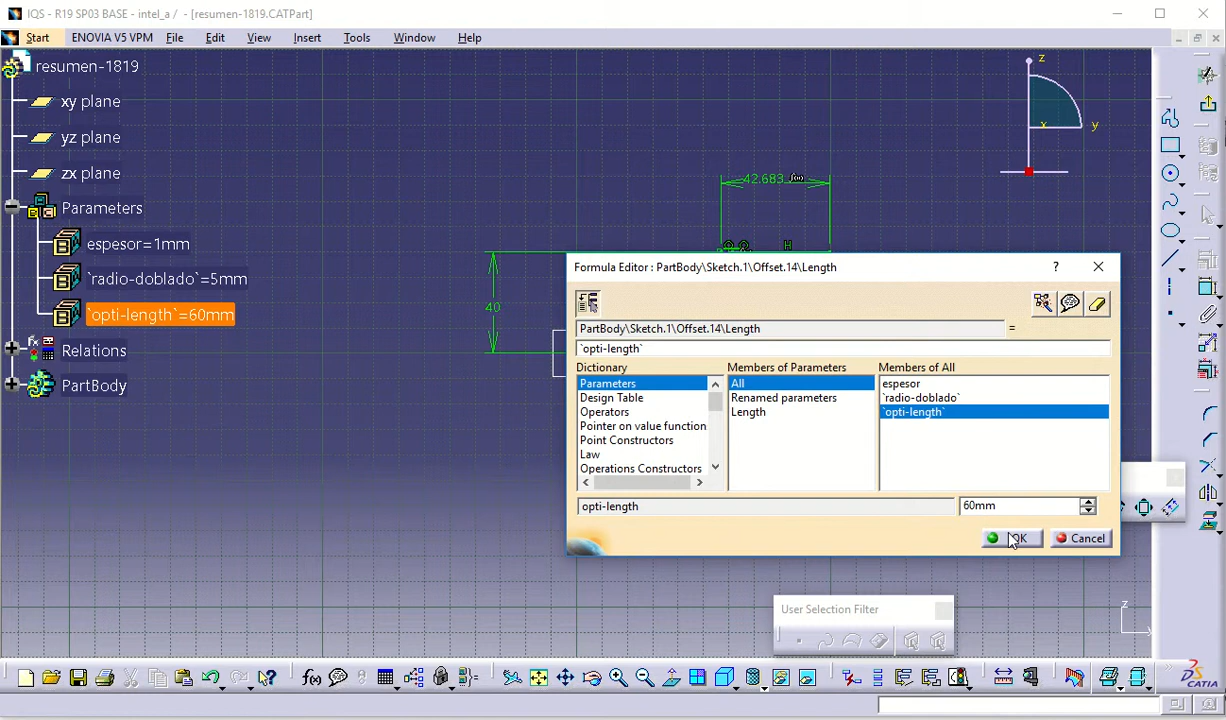 IQS - R19 SP03 BASE - intel_a / - [resumen-1819.CATPart]
Start ENOVIA V5 VPM File Edit View Insert Tools Window Help
resumen-1819
xy plane
yz plane
zx plane
Parameters
espesor=1mm
`radio-doblado`=5mm
`opti-length`=60mm
Relations
PartBody
z
x
y
42.683 f(x)
H
40
Formula Editor : PartBody\Sketch.1\Offset.14\Length
?
PartBody\Sketch.1\Offset.14\Length =
`opti-length`
Dictionary Members of Parameters Members of All
Parameters All espesor
Design Table Renamed parameters `radio-doblado`
Operators Length `opti-length`
Pointer on value function
Point Constructors
Law
Operations Constructors
opti-length 60mm
OK Cancel
User Selection Filter
z
f(x)
DS CATIA